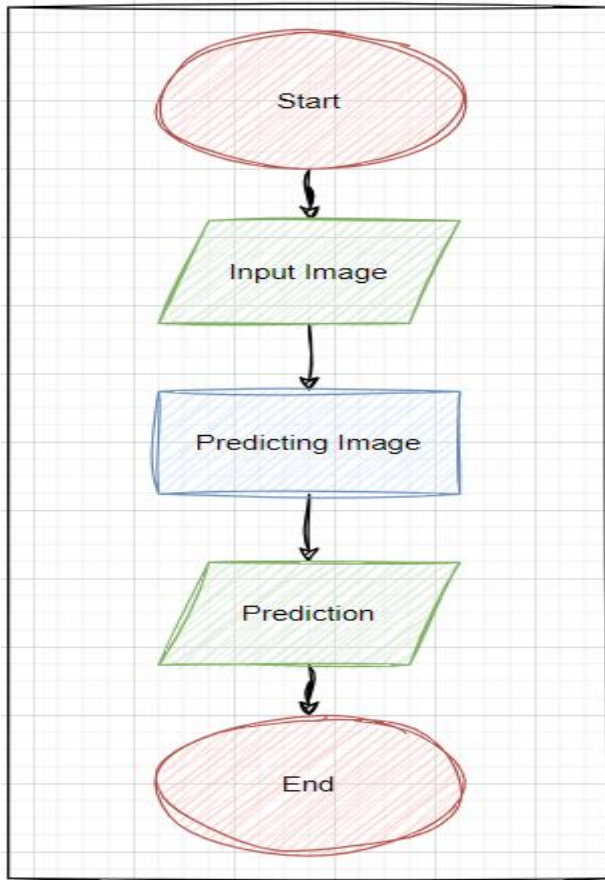 Start
Input Image
Predicting Image
Prediction
End